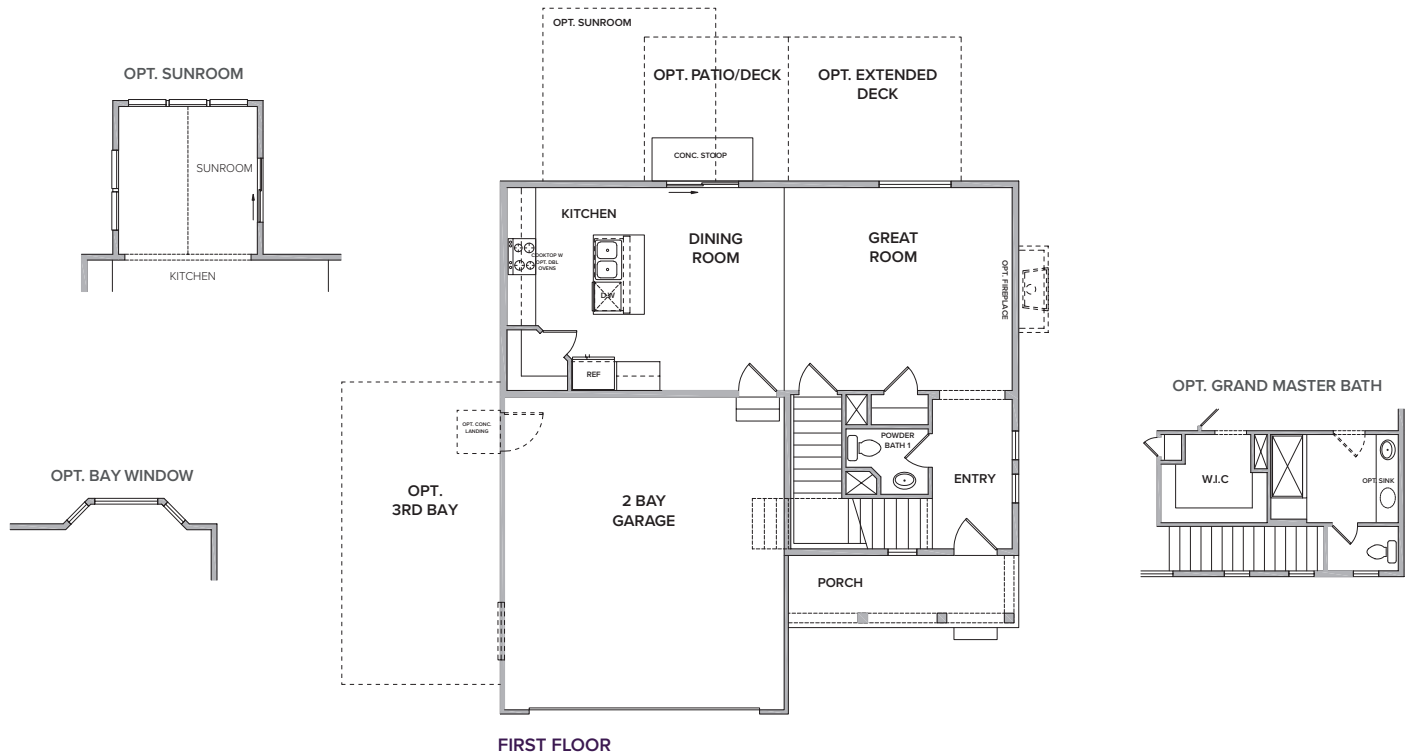 OPT. SUNROOM
OPT. SUNROOM
SUNROOM
KITCHEN
OPT. PATIO/DECK
OPT. EXTENDED
DECK
CONC. STOOP
KITCHEN
DINING
ROOM
GREAT
ROOM
COOKTOP W
OPT. DBL
OVENS
D.W
OPT. FIREPLACE
REF
OPT. CONC.
LANDING
POWDER
BATH 1
ENTRY
OPT. BAY WINDOW
OPT.
3RD BAY
2 BAY
GARAGE
PORCH
OPT. GRAND MASTER BATH
W.I.C
OPT. SINK
FIRST FLOOR